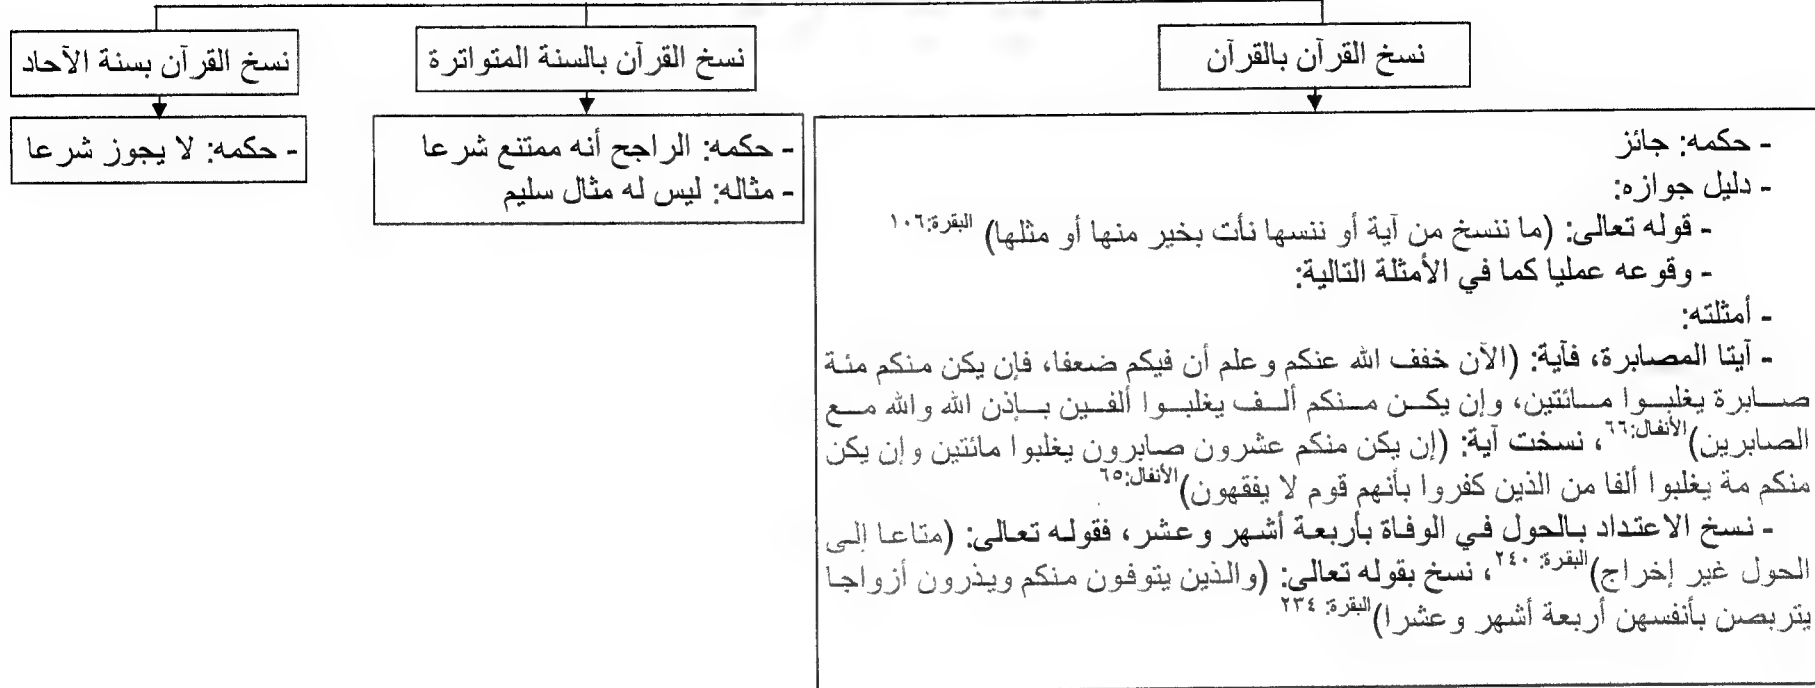 نسخ القرآن بالقرآن
- حكمه: جائز
- دليل جوازه:
- قوله تعالى: (ما ننسخ من آية أو ننسها نأت بخير منها أو مثلها) البقرة:١٠٦
- وقوعه عمليا كما في الأمثلة التالية:
- أمثلته:
- آيتا المصابرة، فآية: (الآن خفف الله عنكم وعلم أن فيكم ضعفا، فإن يكن منكم مئة
صابرة يغلبوا مائتين، وإن يكن منكم ألف يغلبوا ألفين بإذن الله والله مع
الصابرين)الأنفال:٦٦، نسخت آية: (إن يكن منكم عشرون صابرون يغلبوا مائتين وإن يكن
منكم مة يغلبوا ألفا من الذين كفروا بأنهم قوم لا يفقهون)الأنفال:٦٥
- نسخ الاعتداد بالحول في الوفاة بأربعة أشهر وعشر، فقوله تعالى: (متاعا إلى
الحول غير إخراج)البقرة: ٢٤٠، نسخ بقوله تعالى: (والذين يتوفون منكم ويذرون أزواجا
يتربصن بأنفسهن أربعة أشهر وعشرا)البقرة: ٢٣٤
نسخ القرآن بالسنة المتواترة
- حكمه: الراجح أنه ممتنع شرعا
- مثاله: ليس له مثال سليم
نسخ القرآن بسنة الآحاد
- حكمه: لا يجوز شرعا